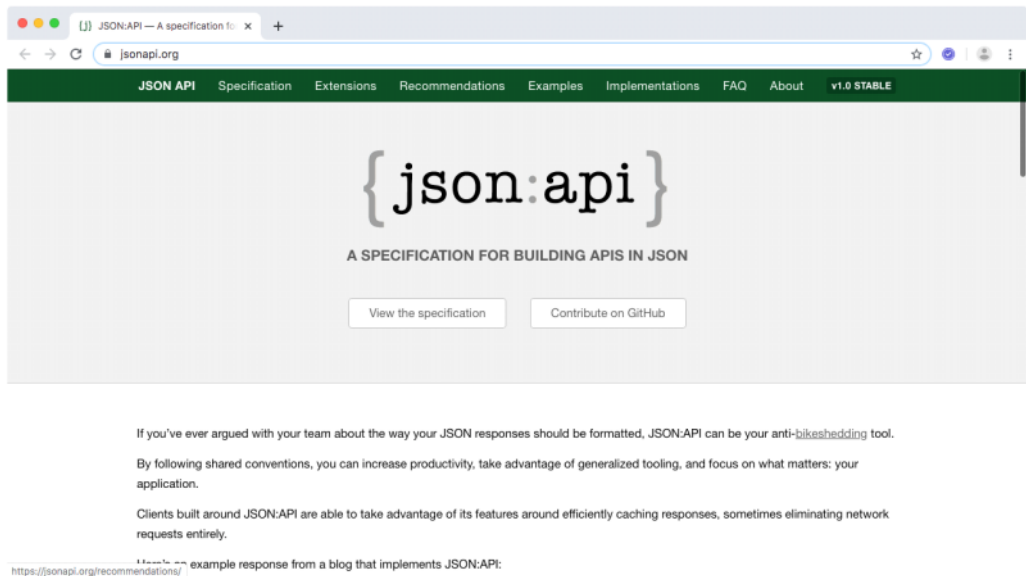 {j} JSON:API — A specification fo
jsonapi.org
JSON API Specification Extensions Recommendations Examples Implementations FAQ About v1.0 STABLE
{json:api}
A SPECIFICATION FOR BUILDING APIS IN JSON
View the specification Contribute on GitHub
If you've ever argued with your team about the way your JSON responses should be formatted, JSON:API can be your anti-bikeshedding tool.
By following shared conventions, you can increase productivity, take advantage of generalized tooling, and focus on what matters: your
application.
Clients built around JSON:API are able to take advantage of its features around efficiently caching responses, sometimes eliminating network
requests entirely.
Here's an example response from a blog that implements JSON:API:
https://jsonapi.org/recommendations/